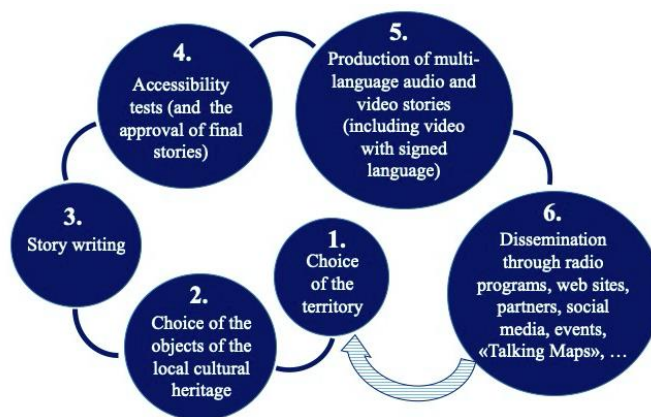 1.
Choice
of the
territory
2.
Choice of the
objects of the
local cultural
heritage
3.
Story writing
4.
Accessibility
tests (and the
approval of final
stories)
5.
Production of multi-
language audio and
video stories
(including video
with signed
language)
6.
Dissemination
through radio
programs, web sites,
partners, social
media, events,
«Talking Maps», ...